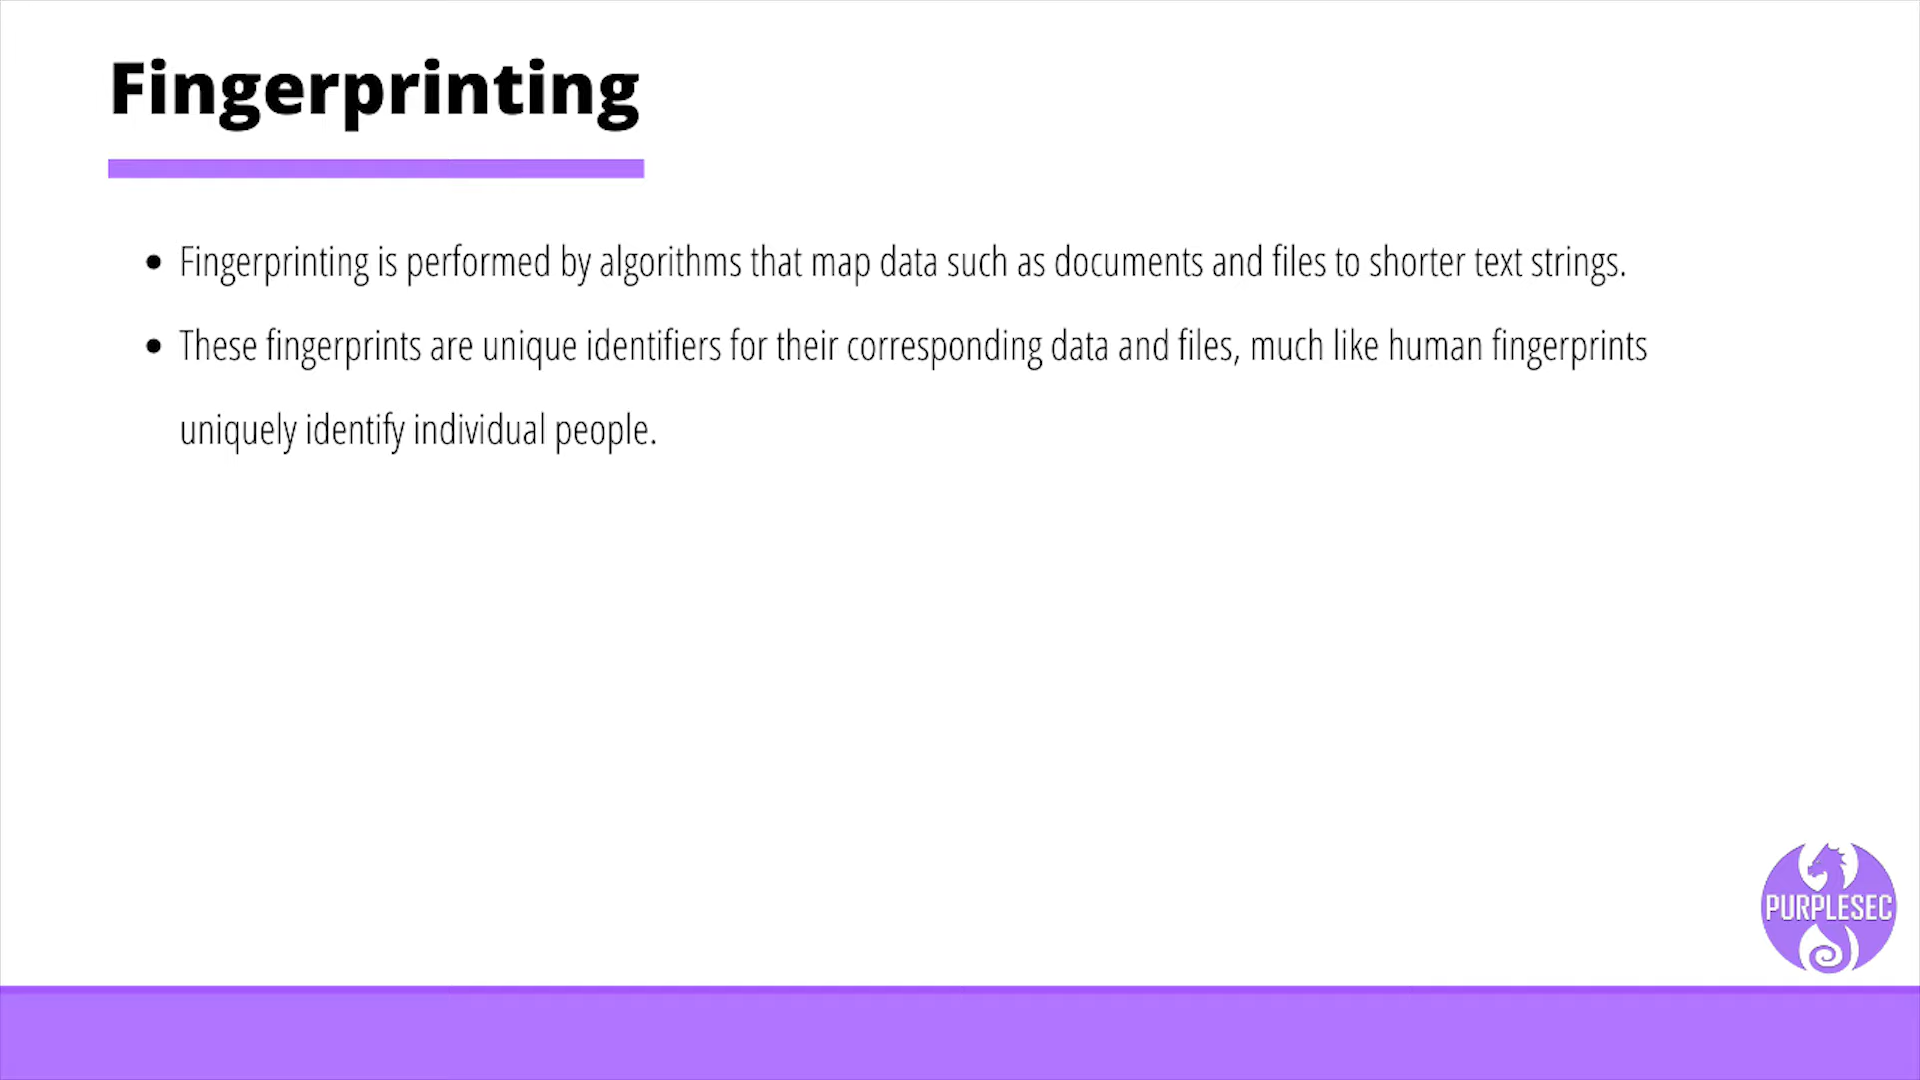 Fingerprinting
• Fingerprinting is performed by algorithms that map data such as documents and files to shorter text strings.
• These fingerprints are unique identifiers for their corresponding data and files, much like human fingerprints
uniquely identify individual people.
PURPLESEC